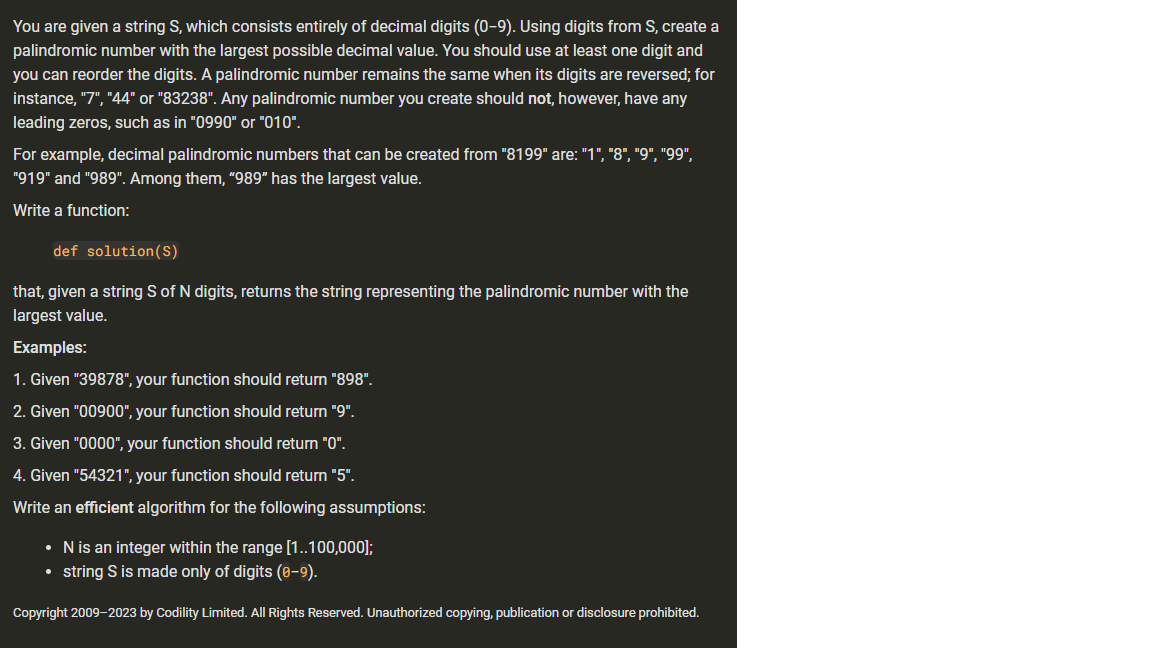 You are given a string S, which consists entirely of decimal digits (0−9). Using digits from S, create a
palindromic number with the largest possible decimal value. You should use at least one digit and
you can reorder the digits. A palindromic number remains the same when its digits are reversed; for
instance, "7", "44" or "83238". Any palindromic number you create should not, however, have any
leading zeros, such as in "0990" or "010".
For example, decimal palindromic numbers that can be created from "8199" are: "1", "8", "9", "99",
"919" and "989". Among them, “989” has the largest value.
Write a function:
def solution(S)
that, given a string S of N digits, returns the string representing the palindromic number with the
largest value.
Examples:
1. Given "39878", your function should return "898".
2. Given "00900", your function should return "9".
3. Given "0000", your function should return "0".
4. Given "54321", your function should return "5".
Write an efficient algorithm for the following assumptions:
• N is an integer within the range [1..100,000];
• string S is made only of digits (0−9).
Copyright 2009–2023 by Codility Limited. All Rights Reserved. Unauthorized copying, publication or disclosure prohibited.